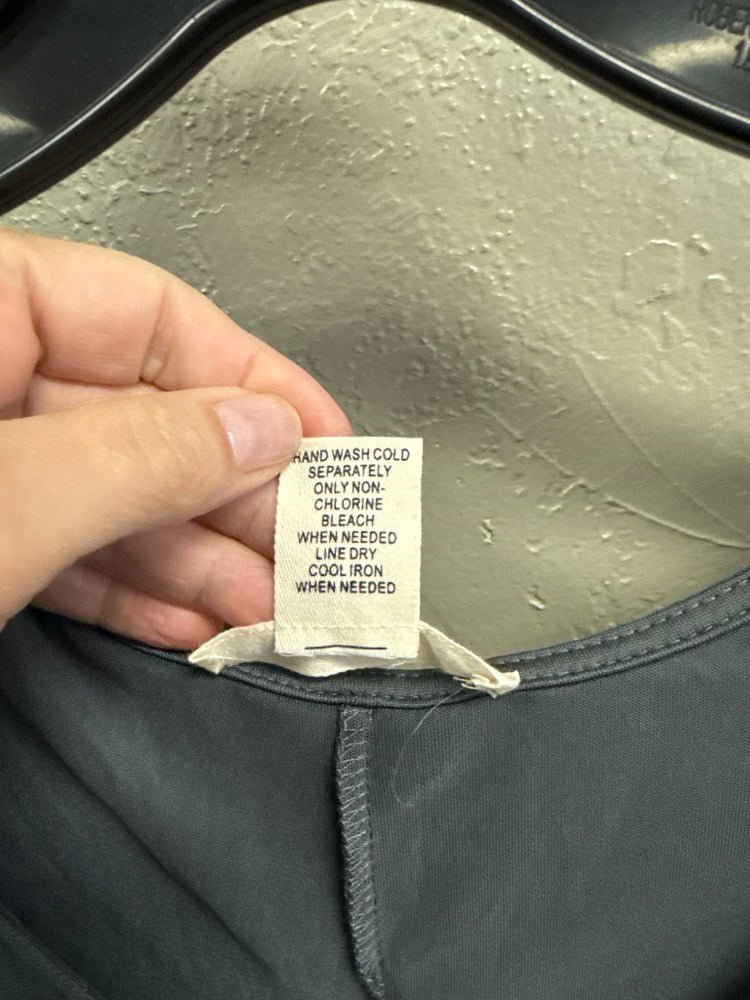 HAND WASH COLD
SEPARATELY
ONLY NON-
CHLORINE
BLEACH
WHEN NEEDED
LINE DRY
COOL IRON
WHEN NEEDED